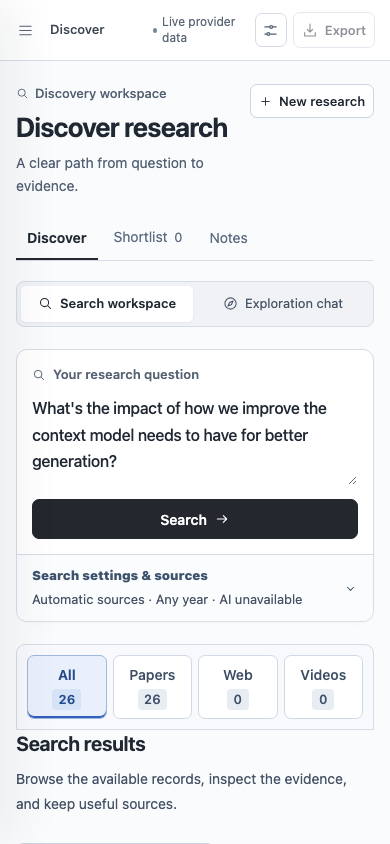 Discover
Live provider
data
Export
Discovery workspace
New research
Discover research
A clear path from question to
evidence.
Discover
Shortlist 0
Notes
Search workspace
Exploration chat
Your research question
What's the impact of how we improve the
context model needs to have for better
generation?
Search
Search settings & sources
Automatic sources · Any year · AI unavailable
All
26
Papers
26
Web
0
Videos
0
Search results
Browse the available records, inspect the evidence,
and keep useful sources.